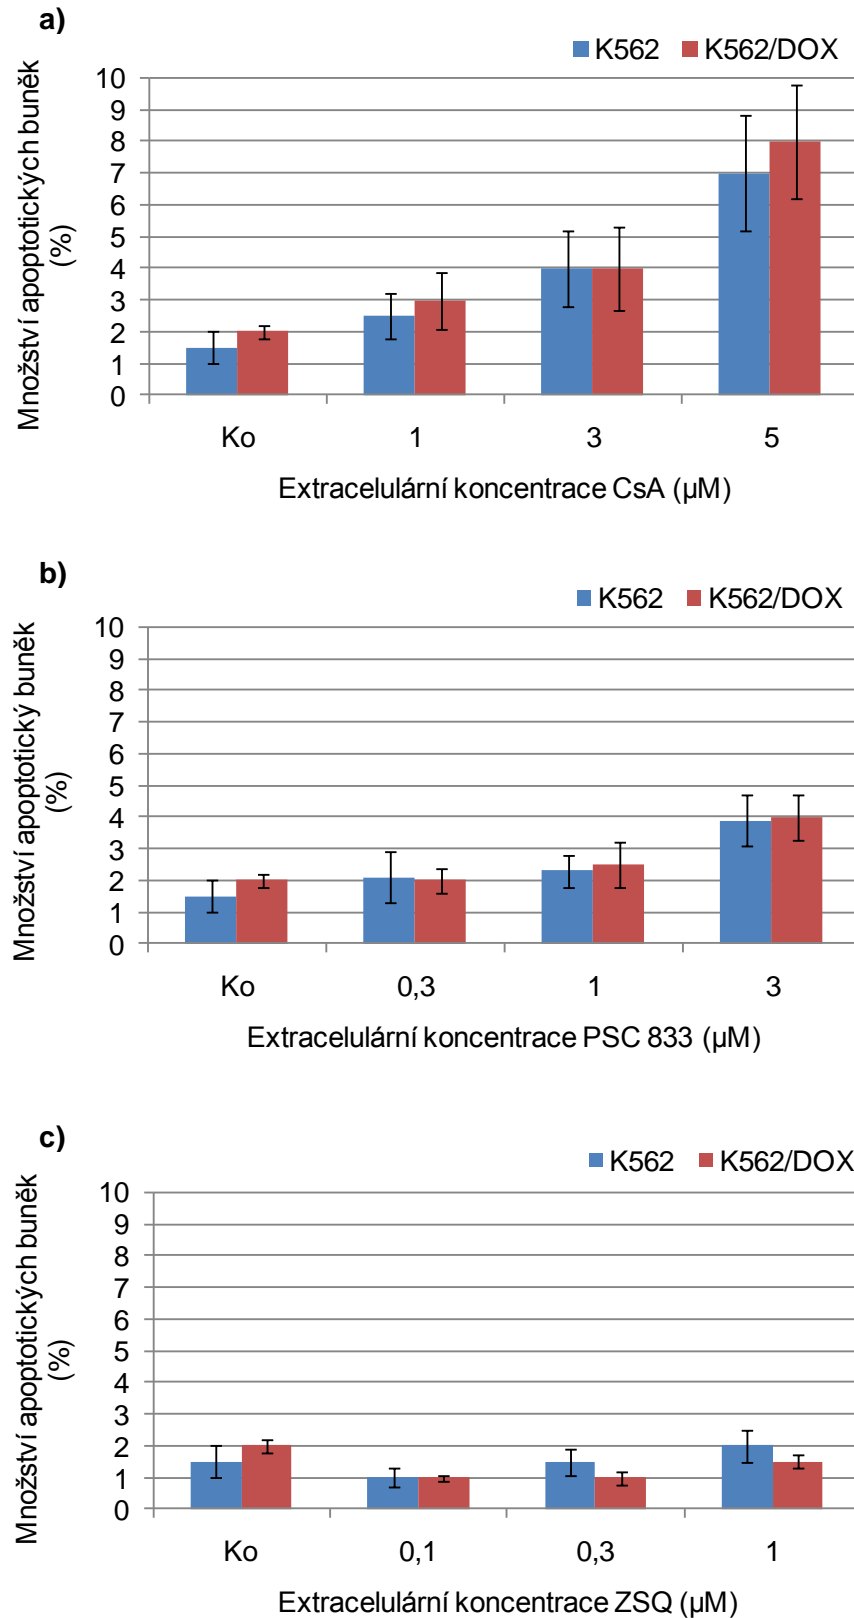 a)
K562 K562/DOX
Množství apoptotických buněk
(%)
10
9
8
7
6
5
4
3
2
1
0
Ko 1 3 5
Extracelulární koncentrace CsA (µM)
b)
K562 K562/DOX
Množství apoptotický buněk
(%)
10
9
8
7
6
5
4
3
2
1
0
Ko 0,3 1 3
Extracelulární koncentrace PSC 833 (µM)
c)
K562 K562/DOX
Množství apoptotických buněk
(%)
10
9
8
7
6
5
4
3
2
1
0
Ko 0,1 0,3 1
Extracelulární koncentrace ZSQ (µM)